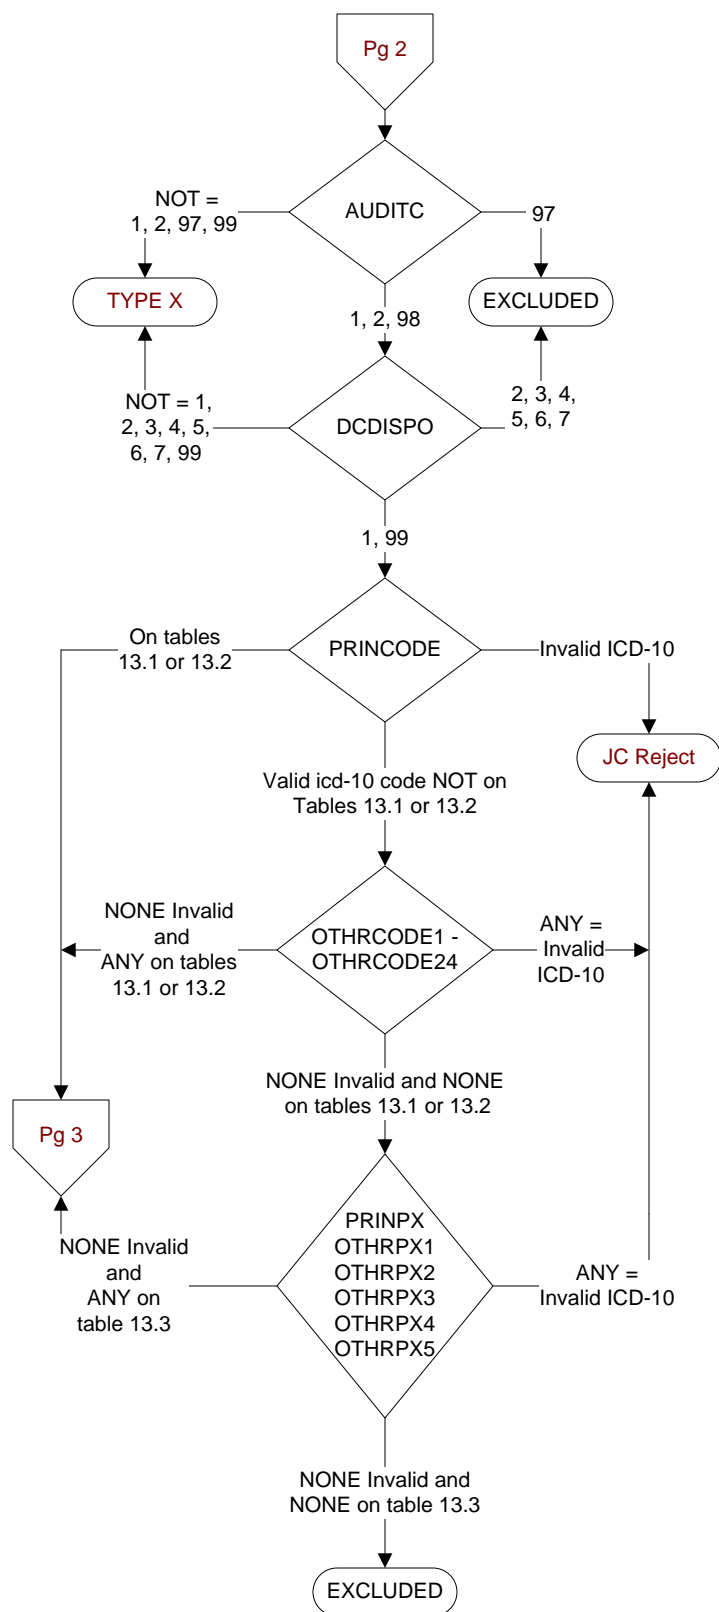 Pg 2
AUDITC
NOT =
1, 2, 97, 99
97
TYPE X
EXCLUDED
1, 2, 98
DCDISPO
NOT = 1,
2, 3, 4, 5,
6, 7, 99
2, 3, 4,
5, 6, 7
1, 99
PRINCODE
On tables
13.1 or 13.2
Invalid ICD-10
JC Reject
Valid icd-10 code NOT on
Tables 13.1 or 13.2
OTHRCODE1 -
OTHRCODE24
NONE Invalid
and
ANY on tables
13.1 or 13.2
ANY =
Invalid
ICD-10
NONE Invalid and NONE
on tables 13.1 or 13.2
Pg 3
PRINPX
OTHRPX1
OTHRPX2
OTHRPX3
OTHRPX4
OTHRPX5
NONE Invalid
and
ANY on
table 13.3
ANY =
Invalid ICD-10
NONE Invalid and
NONE on table 13.3
EXCLUDED